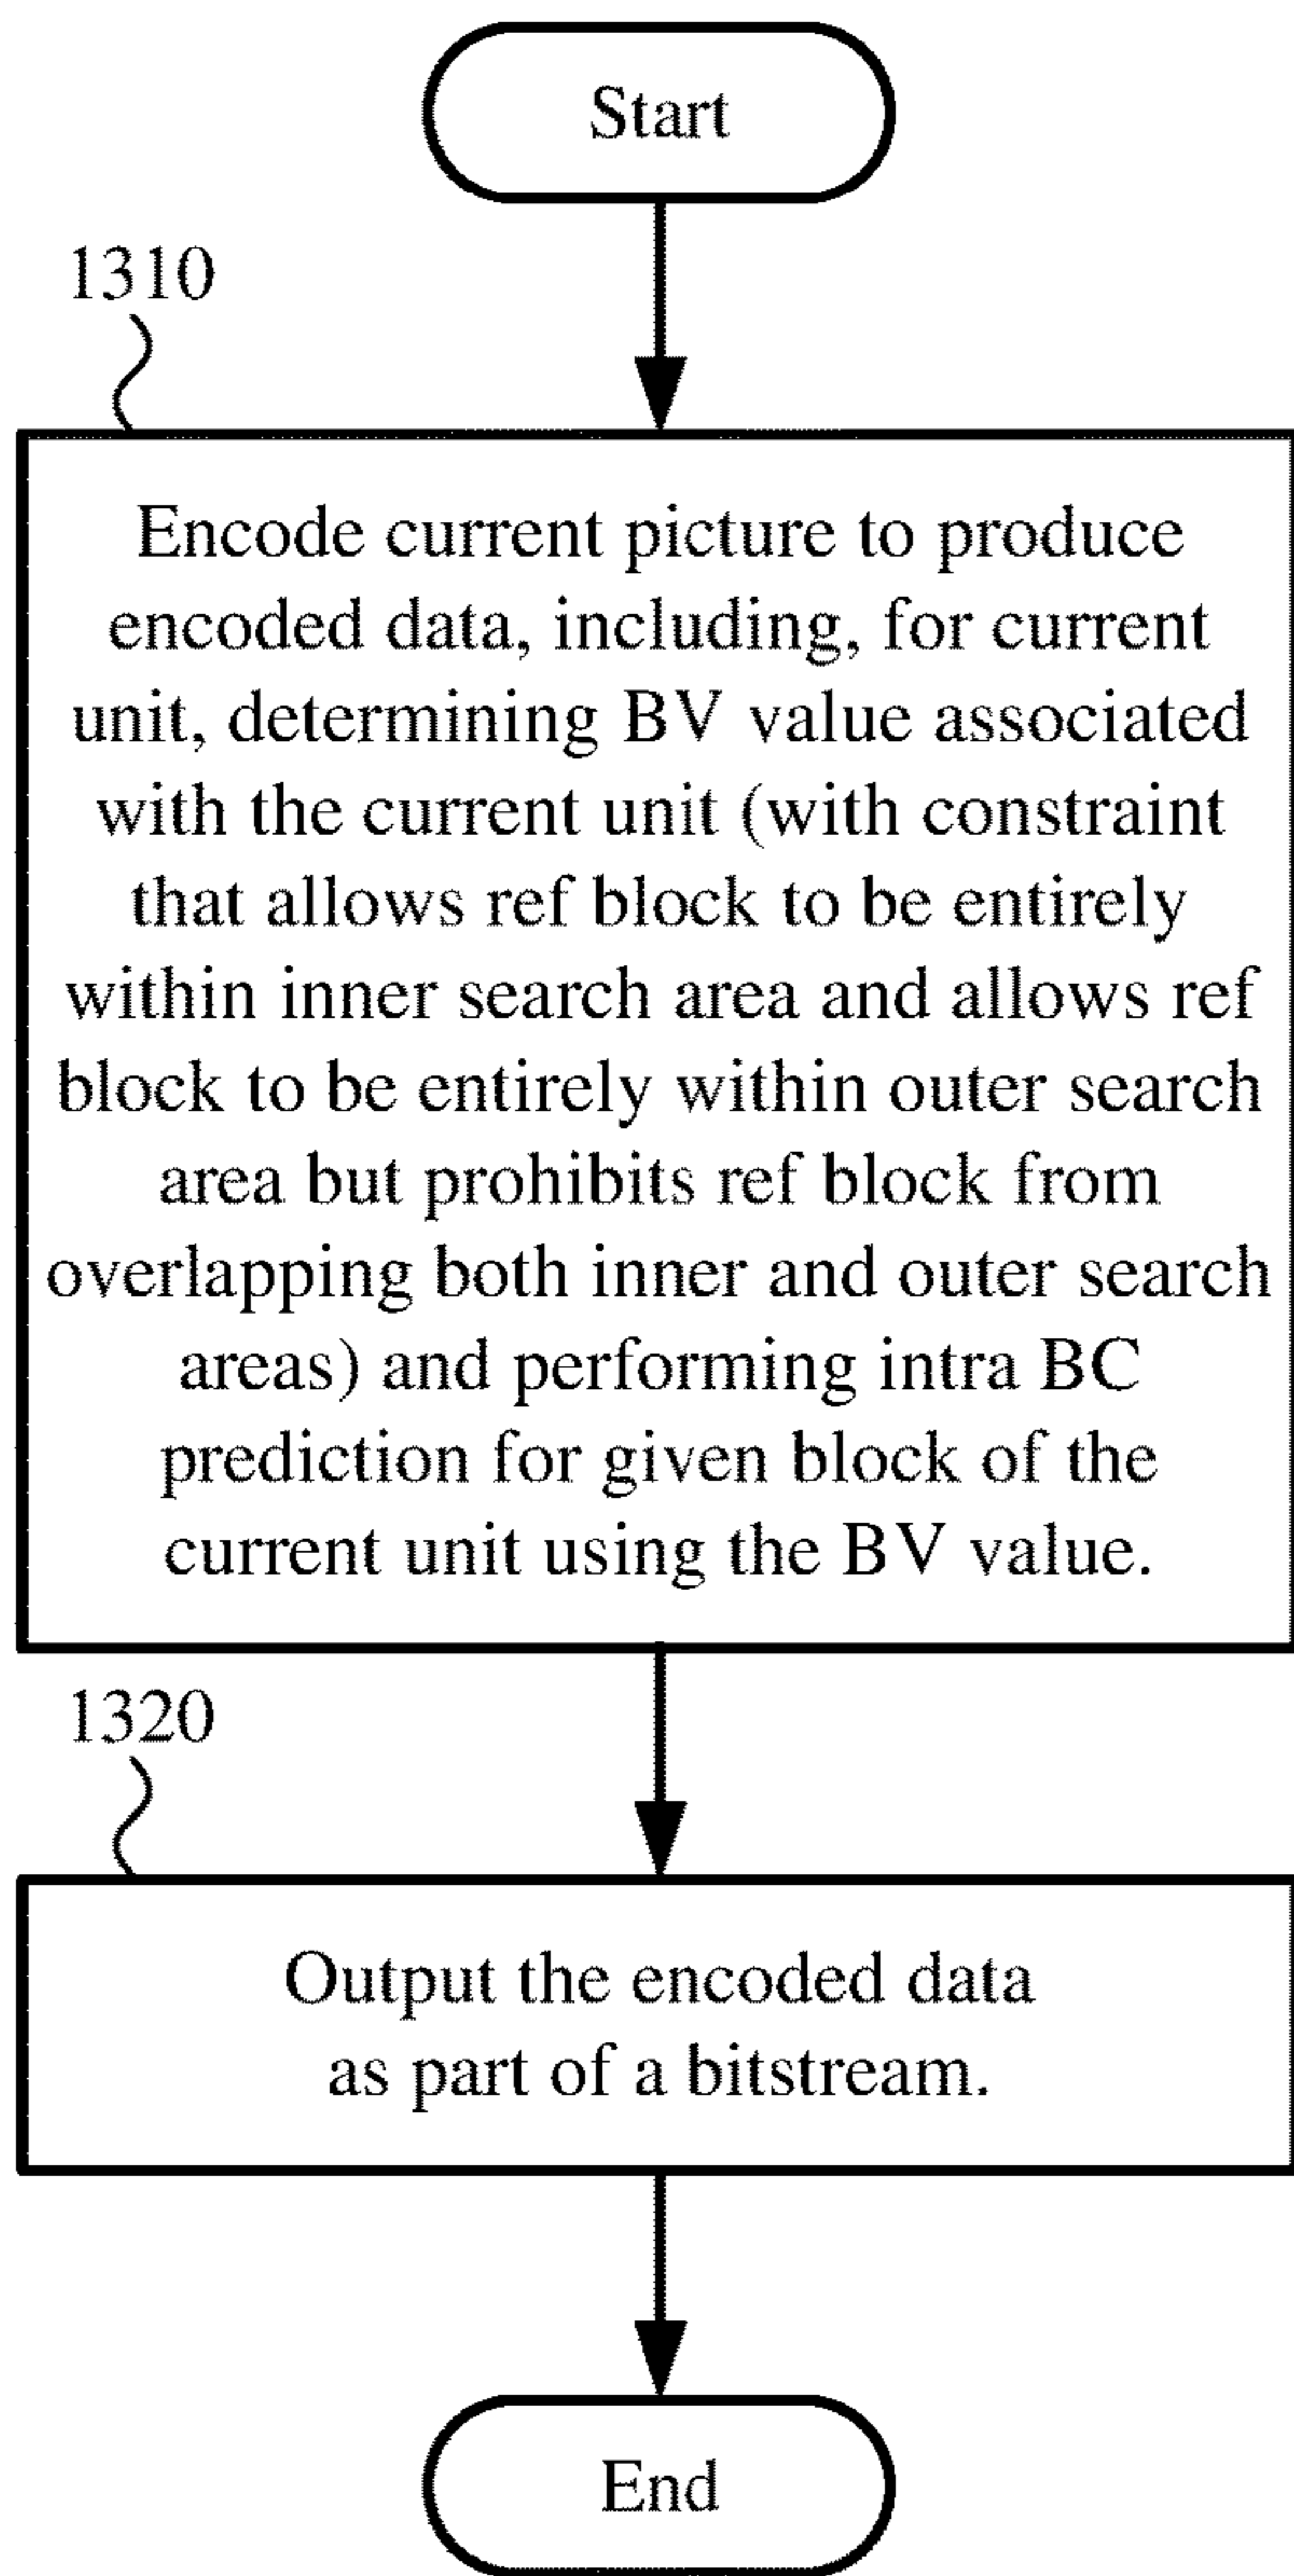 Start
1310
Encode current picture to produce
encoded data, including, for current
unit, determining BV value associated
with the current unit (with constraint
that allows ref block to be entirely
within inner search area and allows ref
block to be entirely within outer search
area but prohibits ref block from
overlapping both inner and outer search
areas) and performing intra BC
prediction for given block of the
current unit using the BV value.
1320
Output the encoded data
as part of a bitstream.
End